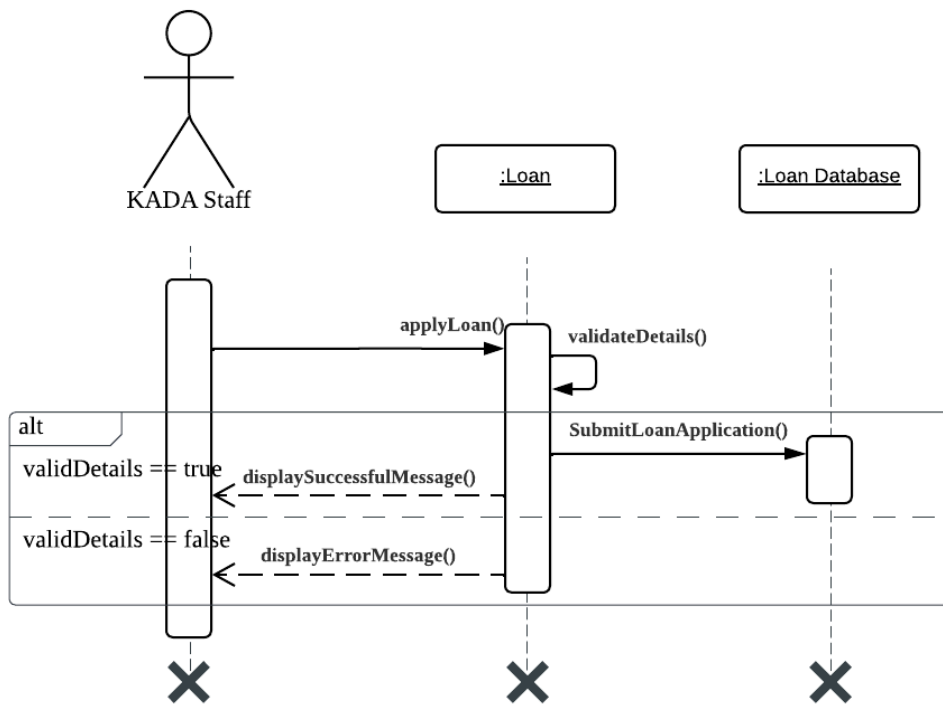 KADA Staff
:Loan
:Loan Database
applyLoan()
validateDetails()
alt
SubmitLoanApplication()
validDetails == true
displaySuccessfulMessage()
validDetails == false
displayErrorMessage()